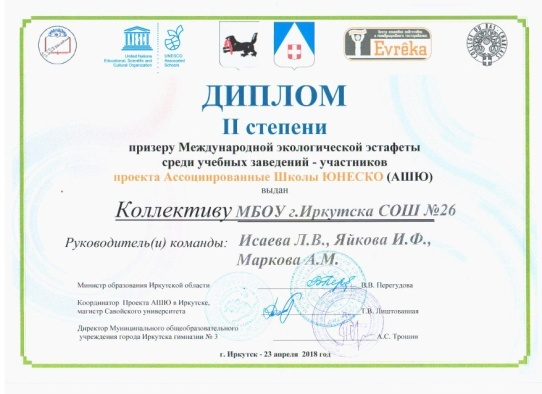 United Nations
Educational, Scientific and
Cultural Organization
UNESCO
Associated
Schools
Evrêka
ДИПЛОМ
II степени
призеру Международной экологической эстафеты
среди учебных заведений - участников
проекта Ассоциированные Школы ЮНЕСКО (АШЮ)
выдан
Коллективу МБОУ г.Иркутска СОШ №26
Руководитель(и) команды: Исаева Л.В., Яйкова И.Ф.,
Маркова А.М.
Министр образования Иркутской области
В.В. Перегудова
Координатор Проекта АШЮ в Иркутске,
магистр Савойского университета
Т.В. Листованная
Директор Муниципального общеобразовательного
учреждения города Иркутска гимназии № 3
А.С. Трошин
г. Иркутск - 23 апреля 2018 год